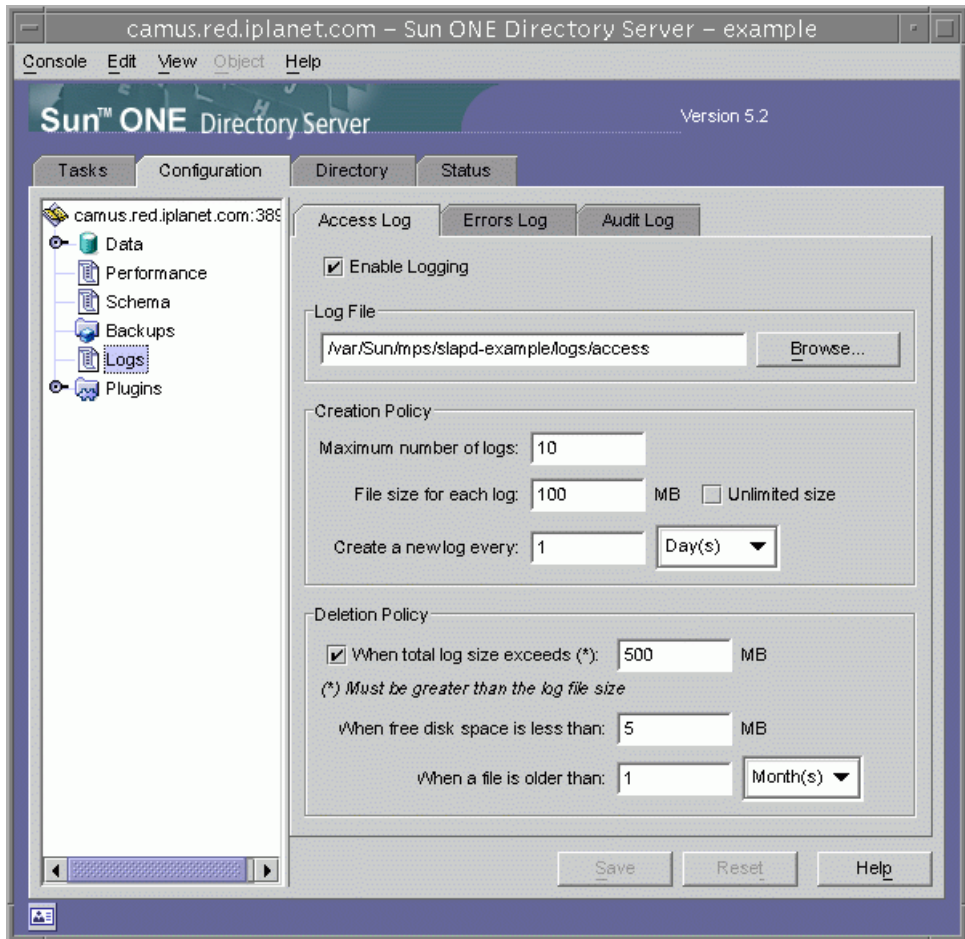 camus.red.iplanet.com – Sun ONE Directory Server – example
Console Edit View Object Help
Sun™ ONE Directory Server
Version 5.2
Tasks Configuration Directory Status
camus.red.iplanet.com:389
Data
Performance
Schema
Backups
Logs
Plugins
Access Log Errors Log Audit Log
Enable Logging
Log File
/var/Sun/mps/slapd-example/logs/access Browse...
Creation Policy
Maximum number of logs: 10
File size for each log: 100 MB Unlimited size
Create a new log every: 1 Day(s)
Deletion Policy
When total log size exceeds (*): 500 MB
(*) Must be greater than the log file size
When free disk space is less than: 5 MB
When a file is older than: 1 Month(s)
Save Reset Help